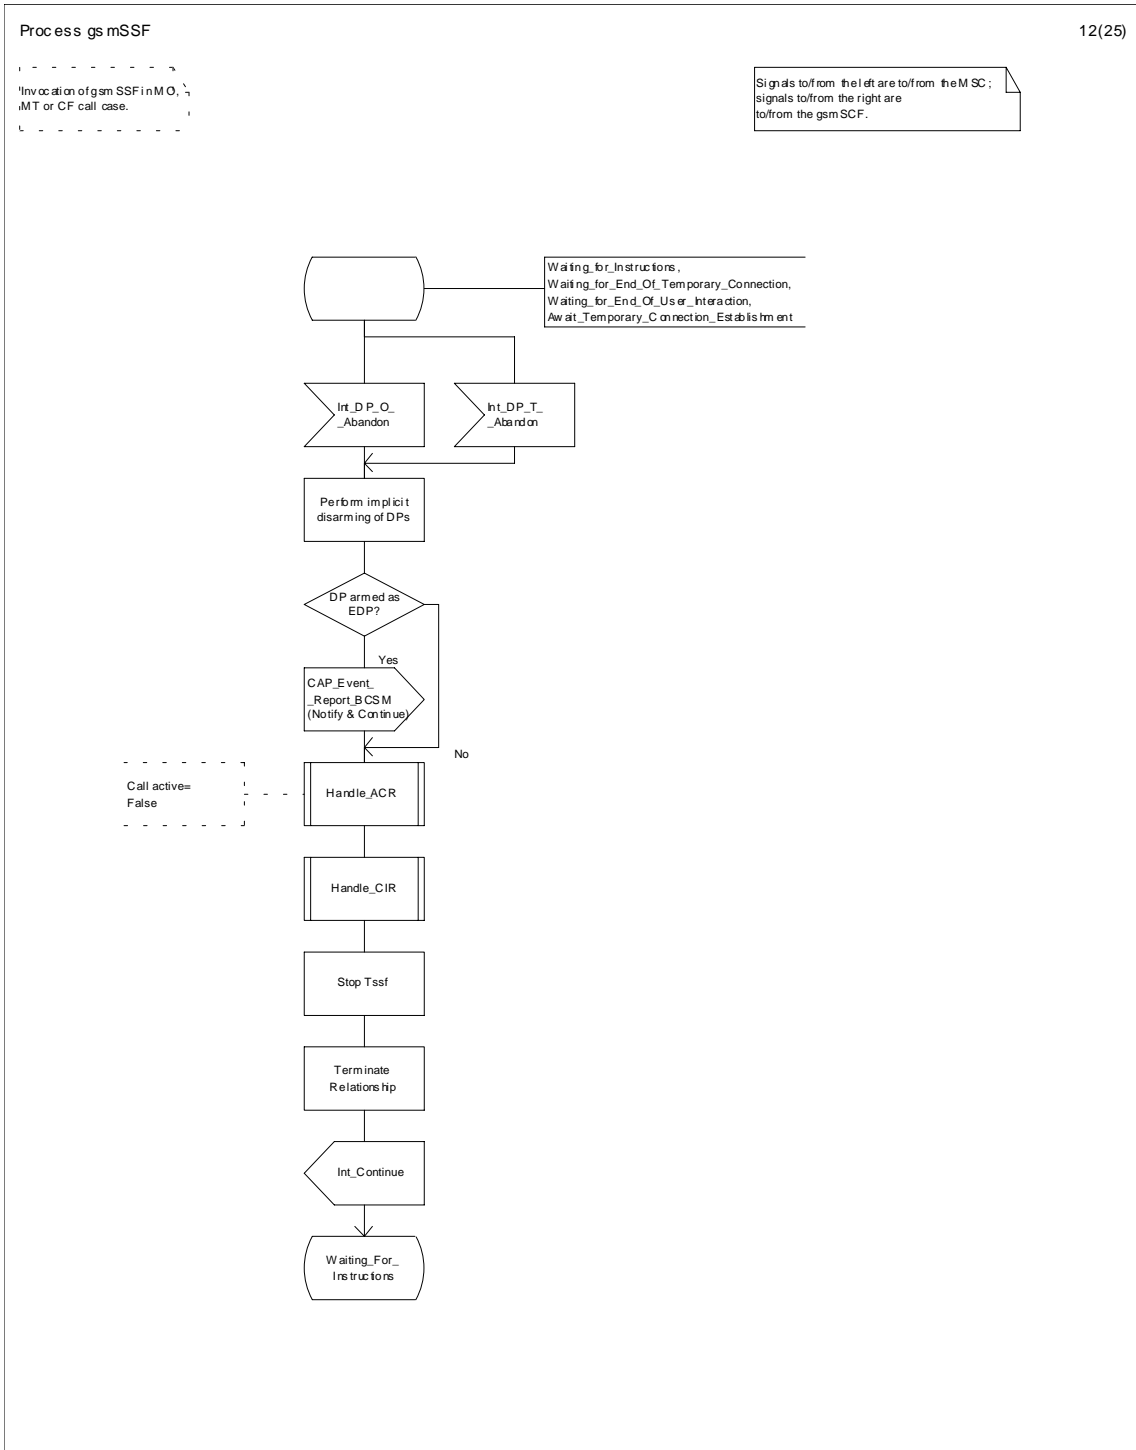 Process gsmSSF
12(25)
Invocation of gsmSSF in MO,
MT or CF call case.
Signals to/from the left are to/from the MSC;
signals to/from the right are
to/from the gsmSCF.
Waiting_for_Instructions,
Waiting_for_End_Of_Temporary_Connection,
Waiting_for_End_Of_User_Interaction,
Await_Temporary_Connection_Establishment
Int_DP_O_
_Abandon
Int_DP_T_
_Abandon
Perform implicit
disarming of DPs
DP armed as
EDP?
Yes
CAP_Event_
_Report_BCSM
(Notify & Continue)
No
Call active=
False
Handle_ACR
Handle_CIR
Stop Tssf
Terminate
Relationship
Int_Continue
Waiting_For_
Instructions